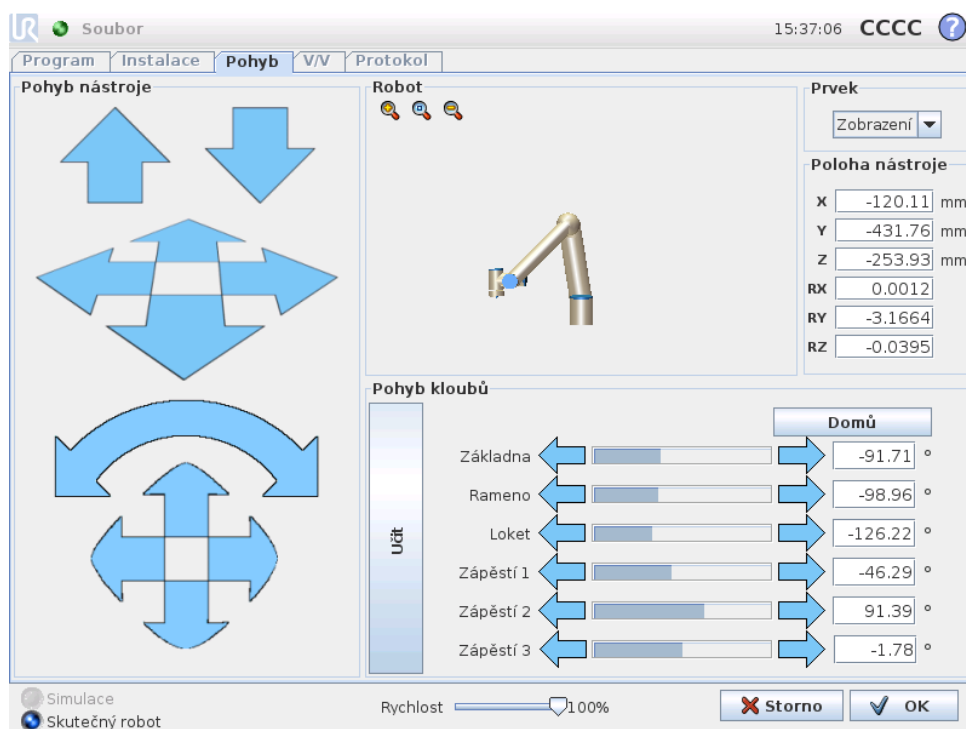 UR Soubor 15:37:06 CCCC ?
Program Instalace Pohyb V/V Protokol
Pohyb nástroje
Robot
Prvek
Zobrazení
Poloha nástroje
X -120.11 mm
Y -431.76 mm
Z -253.93 mm
RX 0.0012
RY -3.1664
RZ -0.0395
Pohyb kloubů
Učit
Domů
Základna -91.71 °
Rameno -98.96 °
Loket -126.22 °
Zápěstí 1 -46.29 °
Zápěstí 2 91.39 °
Zápěstí 3 -1.78 °
Simulace
Skutečný robot
Rychlost 100%
Storno
OK